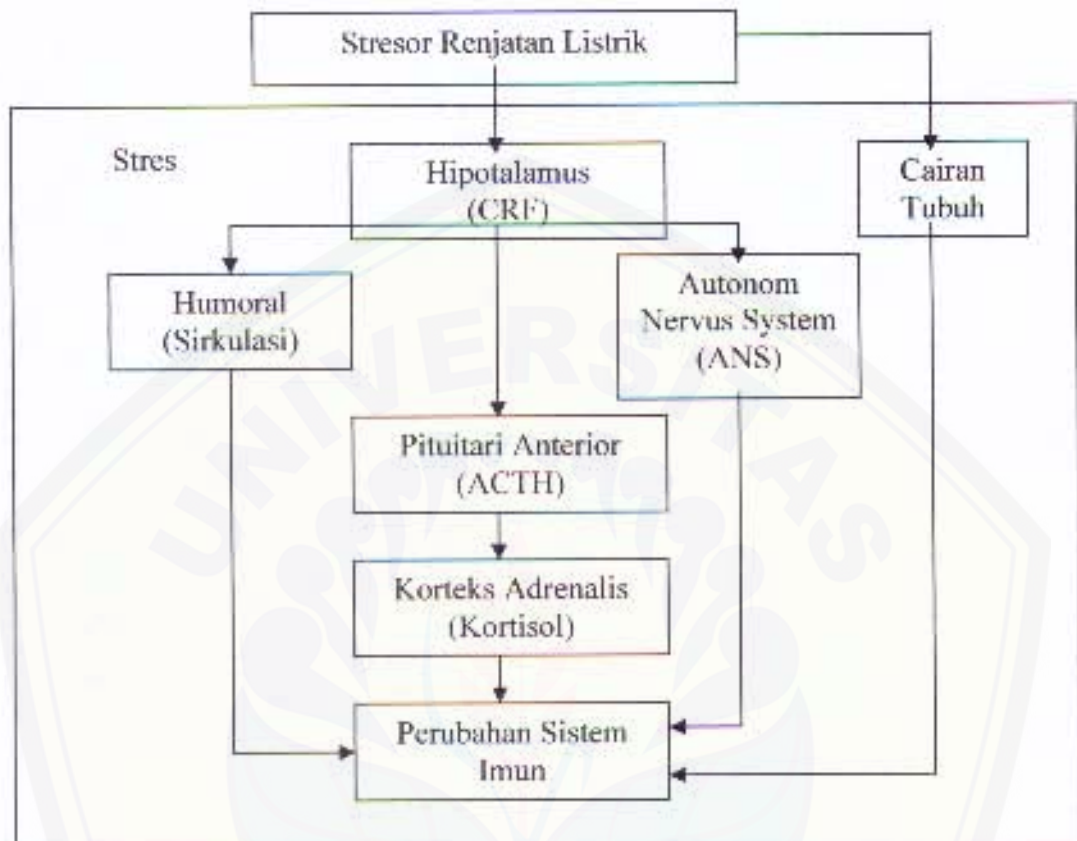 Stresor Renjatan Listrik
Stres
Hipotalamus
(CRF)
Cairan
Tubuh
Humoral
(Sirkulasi)
Autonom
Nervus System
(ANS)
Pituitari Anterior
(ACTH)
Korteks Adrenalis
(Kortisol)
Perubahan Sistem
Imun
UNIVERSITAS